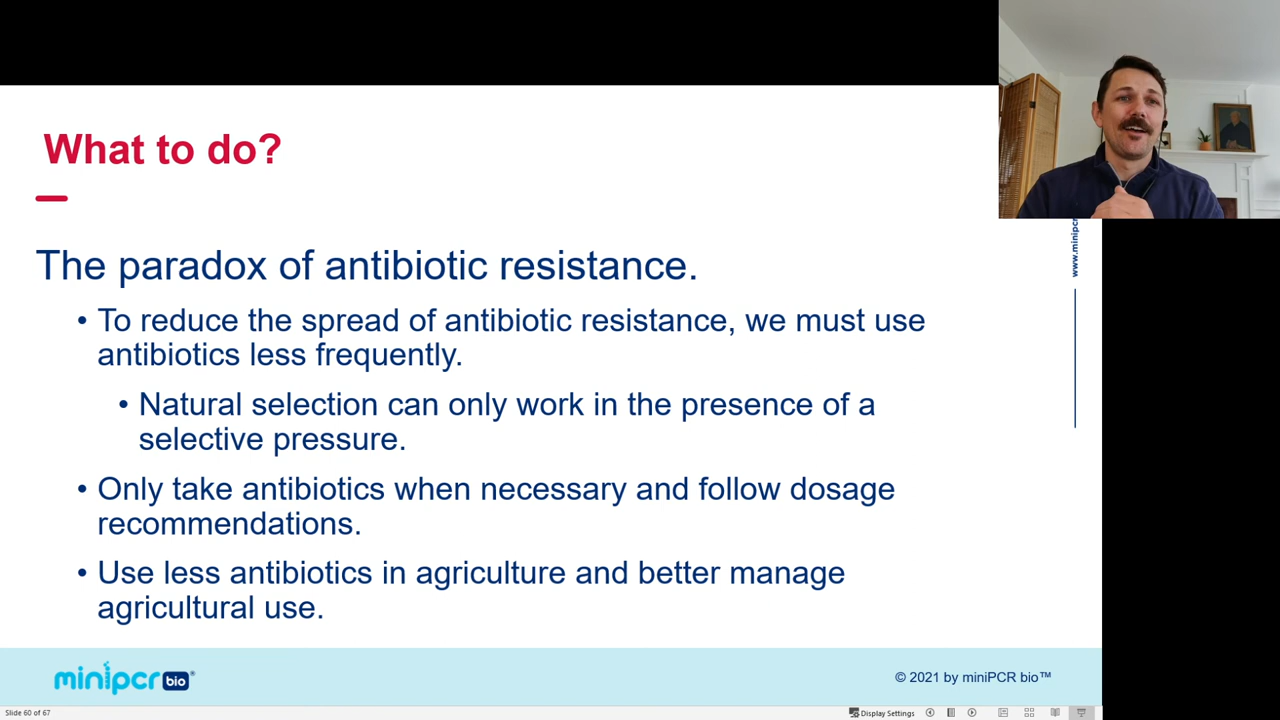 What to do?
www.minipcr
The paradox of antibiotic resistance.
• To reduce the spread of antibiotic resistance, we must use
antibiotics less frequently.
• Natural selection can only work in the presence of a
selective pressure.
• Only take antibiotics when necessary and follow dosage
recommendations.
• Use less antibiotics in agriculture and better manage
agricultural use.
minipcr bio®
© 2021 by miniPCR bio™
Slide 60 of 67
Display Settings